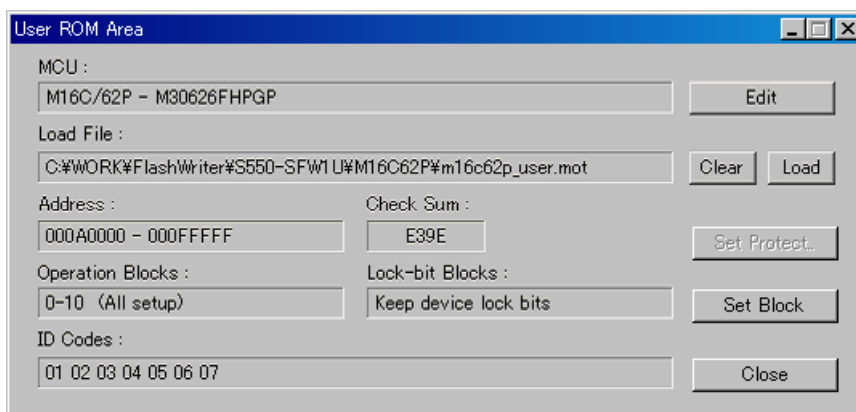 User ROM Area
MCU :
M16C/62P - M30626FHPGP
Edit
Load File :
C:¥WORK¥FlashWriter¥S550-SFW1U¥M16C62P¥m16c62p_user.mot
Clear
Load
Address :
Check Sum :
000A0000 - 000FFFFF
E39E
Set Protect..
Operation Blocks :
Lock-bit Blocks :
0-10 (All setup)
Keep device lock bits
Set Block
ID Codes :
01 02 03 04 05 06 07
Close